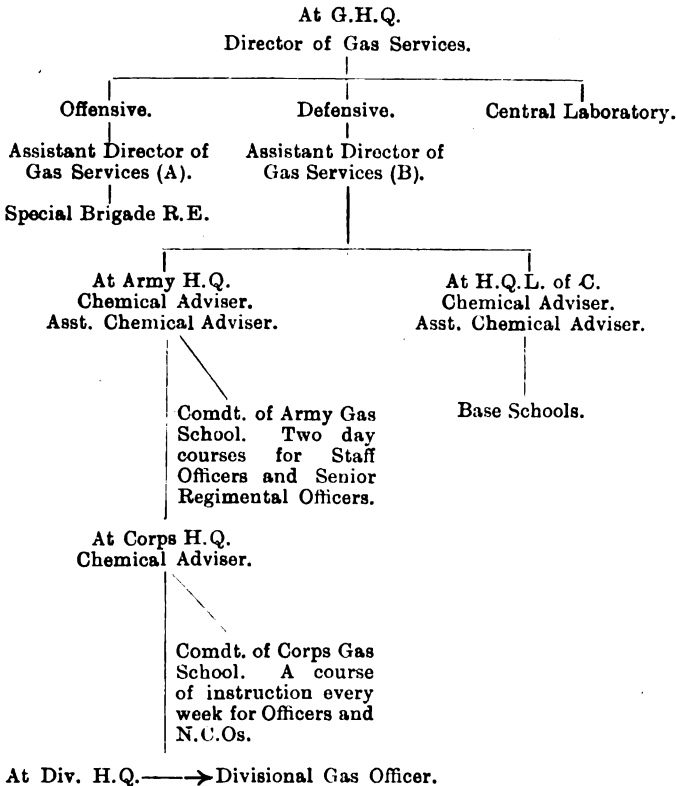 At G.H.Q.
Director of Gas Services.
Offensive.
Defensive.
Central Laboratory.
Assistant Director of
Gas Services (A).
Assistant Director of
Gas Services (B).
Special Brigade R.E.
At Army H.Q.
Chemical Adviser.
Asst. Chemical Adviser.
At H.Q.L. of C.
Chemical Adviser.
Asst. Chemical Adviser.
Comdt. of Army Gas
School. Two day
courses for Staff
Officers and Senior
Regimental Officers.
Base Schools.
At Corps H.Q.
Chemical Adviser.
Comdt. of Corps Gas
School. A course
of instruction every
week for Officers and
N.C.Os.
At Div. H.Q.
Divisional Gas Officer.